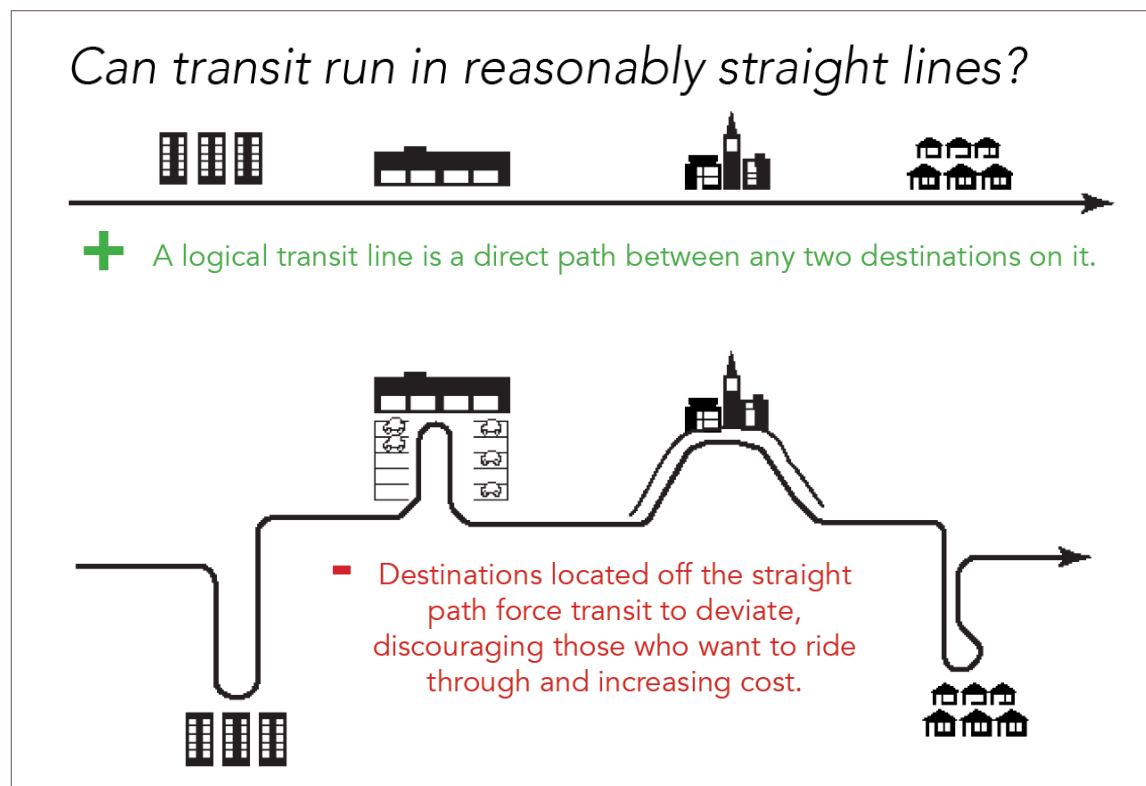 Can transit run in reasonably straight lines?
+ A logical transit line is a direct path between any two destinations on it.
- Destinations located off the straight
path force transit to deviate,
discouraging those who want to ride
through and increasing cost.